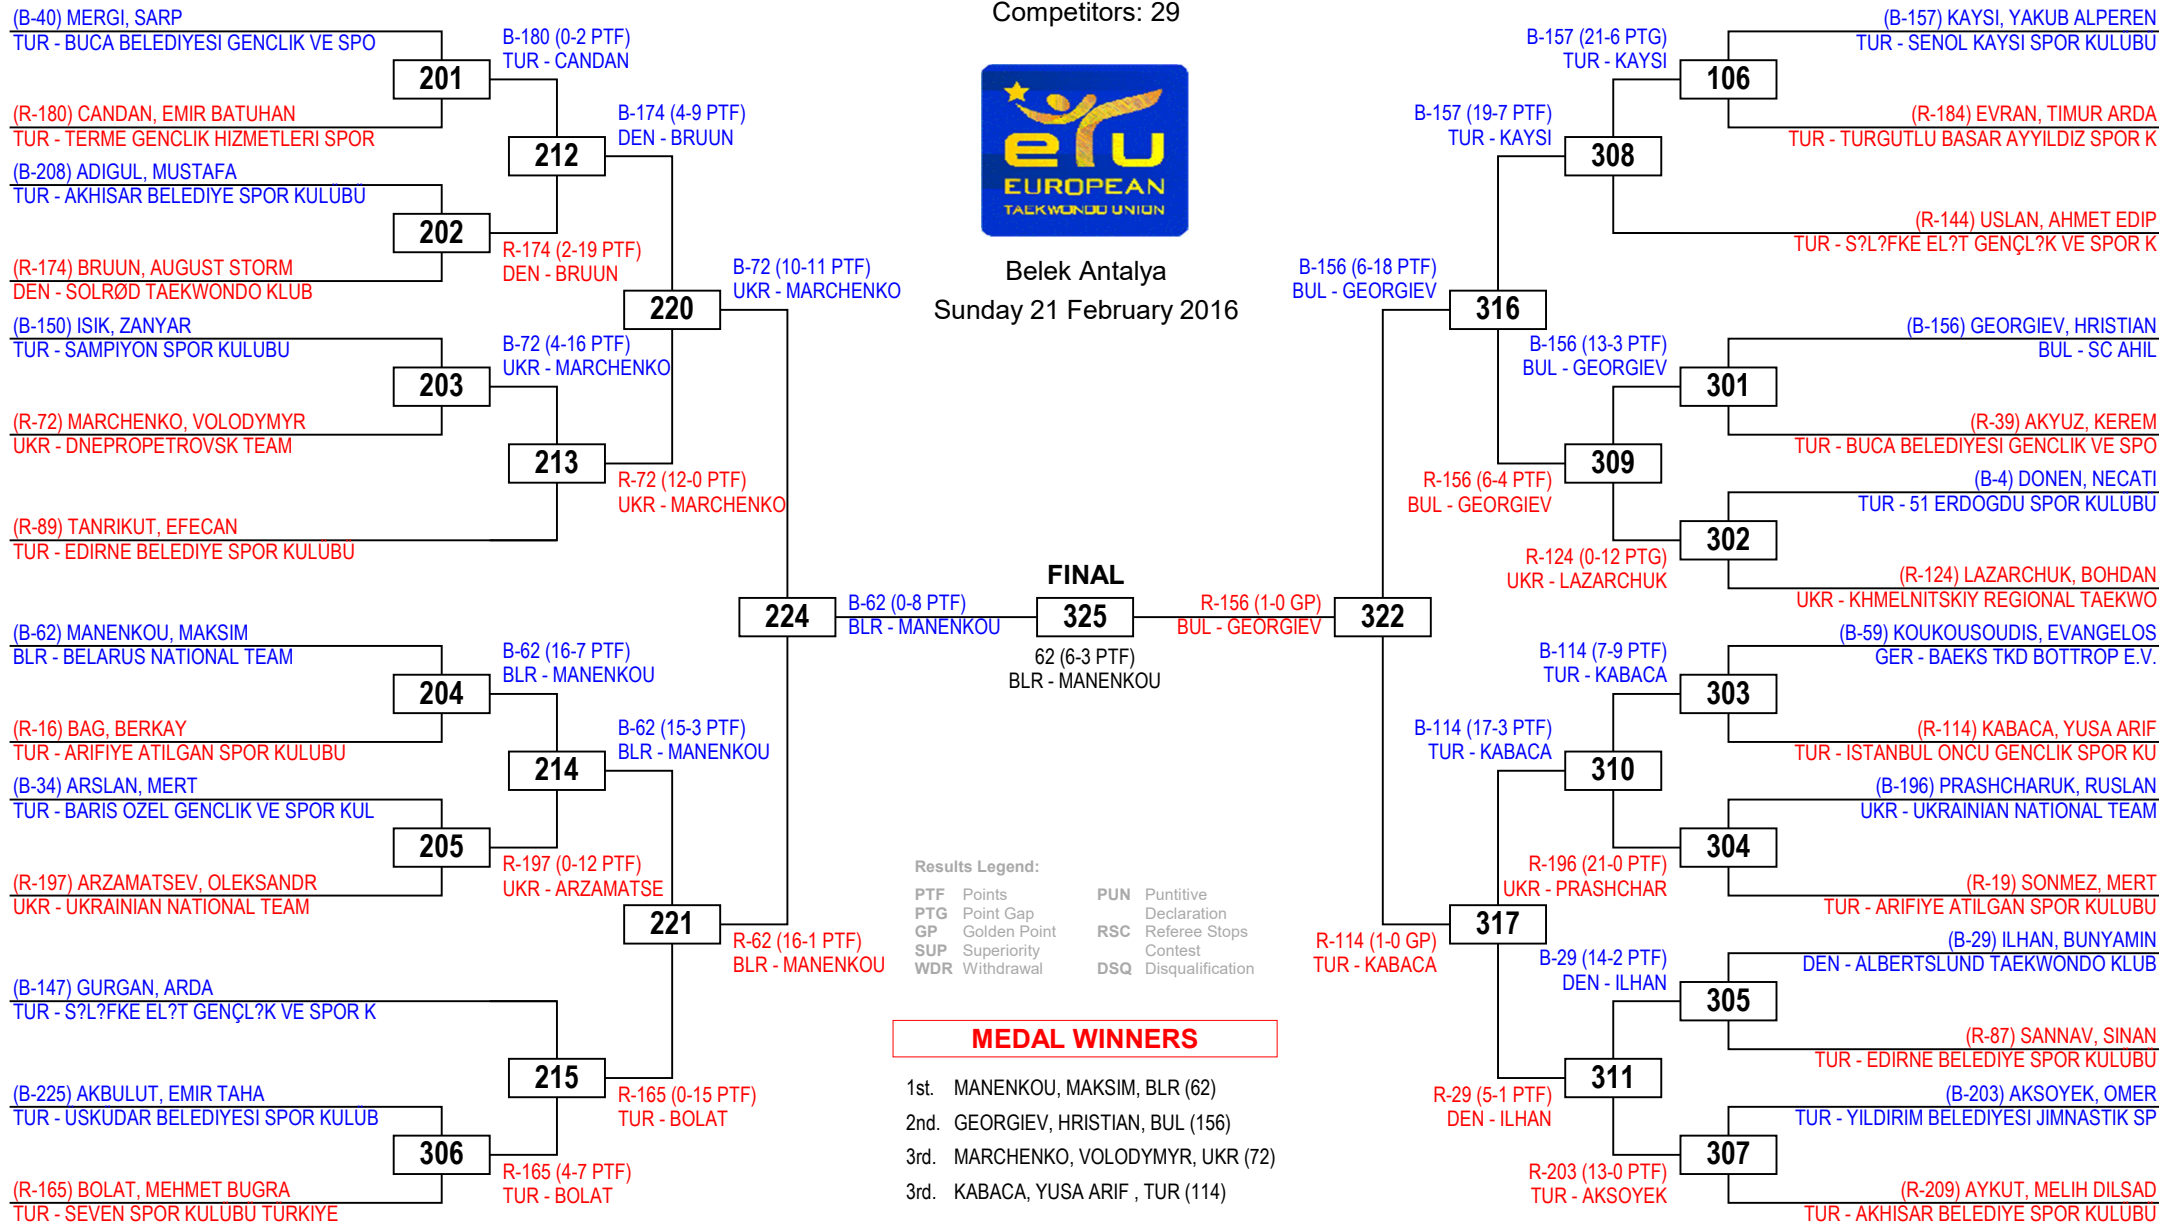 Competitors: 29
eTU
EUROPEAN
TAEKWONDO UNION
Belek Antalya
Sunday 21 February 2016
(B-40) MERGI, SARP
TUR - BUCA BELEDIYESI GENCLIK VE SPO
201
(R-180) CANDAN, EMIR BATUHAN
TUR - TERME GENCLIK HIZMETLERI SPOR
(B-208) ADIGUL, MUSTAFA
TUR - AKHISAR BELEDIYE SPOR KULÜBÜ
202
(R-174) BRUUN, AUGUST STORM
DEN - SOLRØD TAEKWONDO KLUB
(B-150) ISIK, ZANYAR
TUR - SAMPIYON SPOR KULUBU
203
(R-72) MARCHENKO, VOLODYMYR
UKR - DNEPROPETROVSK TEAM
(R-89) TANRIKUT, EFECAN
TUR - EDIRNE BELEDIYE SPOR KULÜBÜ
(B-62) MANENKOU, MAKSIM
BLR - BELARUS NATIONAL TEAM
204
(R-16) BAG, BERKAY
TUR - ARIFIYE ATILGAN SPOR KULUBU
(B-34) ARSLAN, MERT
TUR - BARIS OZEL GENCLIK VE SPOR KUL
205
(R-197) ARZAMATSEV, OLEKSANDR
UKR - UKRAINIAN NATIONAL TEAM
(B-147) GURGAN, ARDA
TUR - S?L?FKE EL?T GENÇL?K VE SPOR K
(B-225) AKBULUT, EMIR TAHA
TUR - ÜSKÜDAR BELEDIYESI SPOR KULÜB
306
(R-165) BOLAT, MEHMET BUGRA
TUR - SEVEN SPOR KULÜBÜ TÜRKIYE
B-180 (0-2 PTF)
TUR - CANDAN
212
R-174 (2-19 PTF)
DEN - BRUUN
B-72 (4-16 PTF)
UKR - MARCHENKO
213
B-62 (16-7 PTF)
BLR - MANENKOU
214
R-197 (0-12 PTF)
UKR - ARZAMATSE
215
R-165 (4-7 PTF)
TUR - BOLAT
B-174 (4-9 PTF)
DEN - BRUUN
220
R-72 (12-0 PTF)
UKR - MARCHENKO
B-62 (15-3 PTF)
BLR - MANENKOU
221
R-165 (0-15 PTF)
TUR - BOLAT
B-72 (10-11 PTF)
UKR - MARCHENKO
224
R-62 (16-1 PTF)
BLR - MANENKOU
B-62 (0-8 PTF)
BLR - MANENKOU
FINAL
325
62 (6-3 PTF)
BLR - MANENKOU
R-156 (1-0 GP)
BUL - GEORGIEV
322
B-156 (6-18 PTF)
BUL - GEORGIEV
R-114 (1-0 GP)
TUR - KABACA
B-157 (19-7 PTF)
TUR - KAYSI
316
R-156 (6-4 PTF)
BUL - GEORGIEV
B-114 (17-3 PTF)
TUR - KABACA
317
R-29 (5-1 PTF)
DEN - ILHAN
B-157 (21-6 PTG)
TUR - KAYSI
308
B-156 (13-3 PTF)
BUL - GEORGIEV
309
R-124 (0-12 PTG)
UKR - LAZARCHUK
B-114 (7-9 PTF)
TUR - KABACA
310
R-196 (21-0 PTF)
UKR - PRASHCHAR
B-29 (14-2 PTF)
DEN - ILHAN
311
R-203 (13-0 PTF)
TUR - AKSOYEK
(B-157) KAYSI, YAKUB ALPEREN
TUR - SENOL KAYSI SPOR KULÜBÜ
106
(R-184) EVRAN, TIMUR ARDA
TUR - TURGUTLU BASAR AYYILDIZ SPOR K
(R-144) USLAN, AHMET EDIP
TUR - S?L?FKE EL?T GENÇL?K VE SPOR K
(B-156) GEORGIEV, HRISTIAN
BUL - SC AHIL
301
(R-39) AKYUZ, KEREM
TUR - BUCA BELEDIYESI GENCLIK VE SPO
(B-4) DONEN, NECATI
TUR - 51 ERDOGDU SPOR KULÜBÜ
302
(R-124) LAZARCHUK, BOHDAN
UKR - KHMELNITSKIY REGIONAL TAEKWO
(B-59) KOUKOUSOUDIS, EVANGELOS
GER - BAEKS TKD BOTTROP E.V.
303
(R-114) KABACA, YUSA ARIF
TUR - ISTANBUL ONCU GENCLIK SPOR KU
(B-196) PRASHCHARUK, RUSLAN
UKR - UKRAINIAN NATIONAL TEAM
304
(R-19) SONMEZ, MERT
TUR - ARIFIYE ATILGAN SPOR KULUBU
(B-29) ILHAN, BUNYAMIN
DEN - ALBERTSLUND TAEKWONDO KLUB
305
(R-87) SANNAV, SINAN
TUR - EDIRNE BELEDIYE SPOR KULÜBÜ
(B-203) AKSOYEK, OMER
TUR - YILDIRIM BELEDIYESI JIMNASTIK SP
307
(R-209) AYKUT, MELIH DILSAD
TUR - AKHISAR BELEDIYE SPOR KULÜBÜ
Results Legend:
PTF Points
PTG Point Gap
GP Golden Point
SUP Superiority
WDR Withdrawal
PUN Puntitive
Declaration
RSC Referee Stops
Contest
DSQ Disqualification
MEDAL WINNERS
1st. MANENKOU, MAKSIM, BLR (62)
2nd. GEORGIEV, HRISTIAN, BUL (156)
3rd. MARCHENKO, VOLODYMYR, UKR (72)
3rd. KABACA, YUSA ARIF , TUR (114)